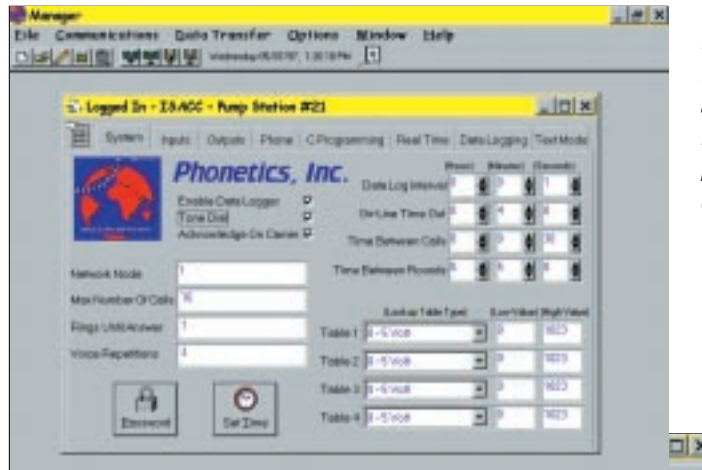 Manager
File Communications Data Transfer Options Window Help
Logged In - ISACC - Pump Station #21
System Inputs Outputs Phone C Programming Real Time Data Logging Text Mode
Phonetics, Inc.
(Hours) (Minutes) (Seconds)
Enable Data Logger
Data Log Interval 0 0 1
Tone Dial
On-Line Time Out
Acknowledge On Carrier
Time Between Calls 30
Time Between Rounds
Network Node 1
Max Number Of Calls 16
Rings Until Answer 1
Voice Repetitions
(Lookup Table Type) (Low Value) (High Value)
Table 1 0 - 5 Volt 0 1023
Table 2 0 - 5 Volt 0 1023
Table 3 0 - 5 Volt 0 1023
Table 4 0 - 5 Volt 0 1023
Password Set Time